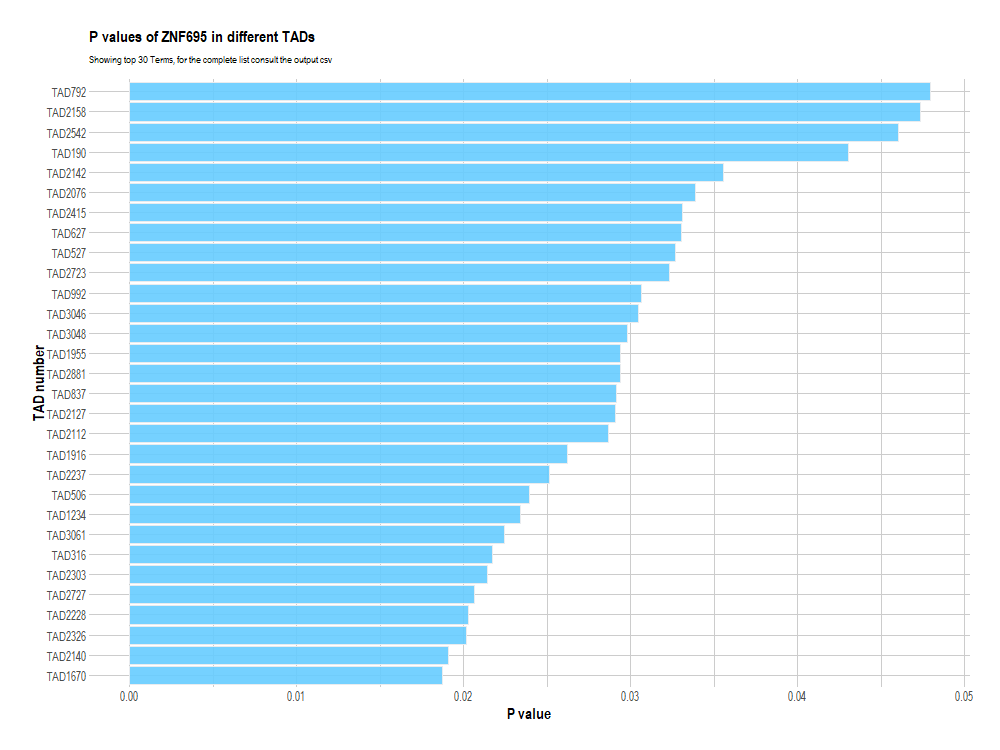 P values of ZNF695 in different TADs
Showing top 30 Terms, for the complete list consult the output csv
TAD792
TAD2158
TAD2542
TAD190
TAD2142
TAD2076
TAD2415
TAD627
TAD527
TAD2723
TAD992
TAD3046
TAD3048
TAD1955
TAD2881
TAD837
TAD2127
TAD2112
TAD1916
TAD2237
TAD506
TAD1234
TAD3061
TAD316
TAD2303
TAD2727
TAD2228
TAD2326
TAD2140
TAD1670
TAD number
0.00 0.01 0.02 0.03 0.04 0.05
P value